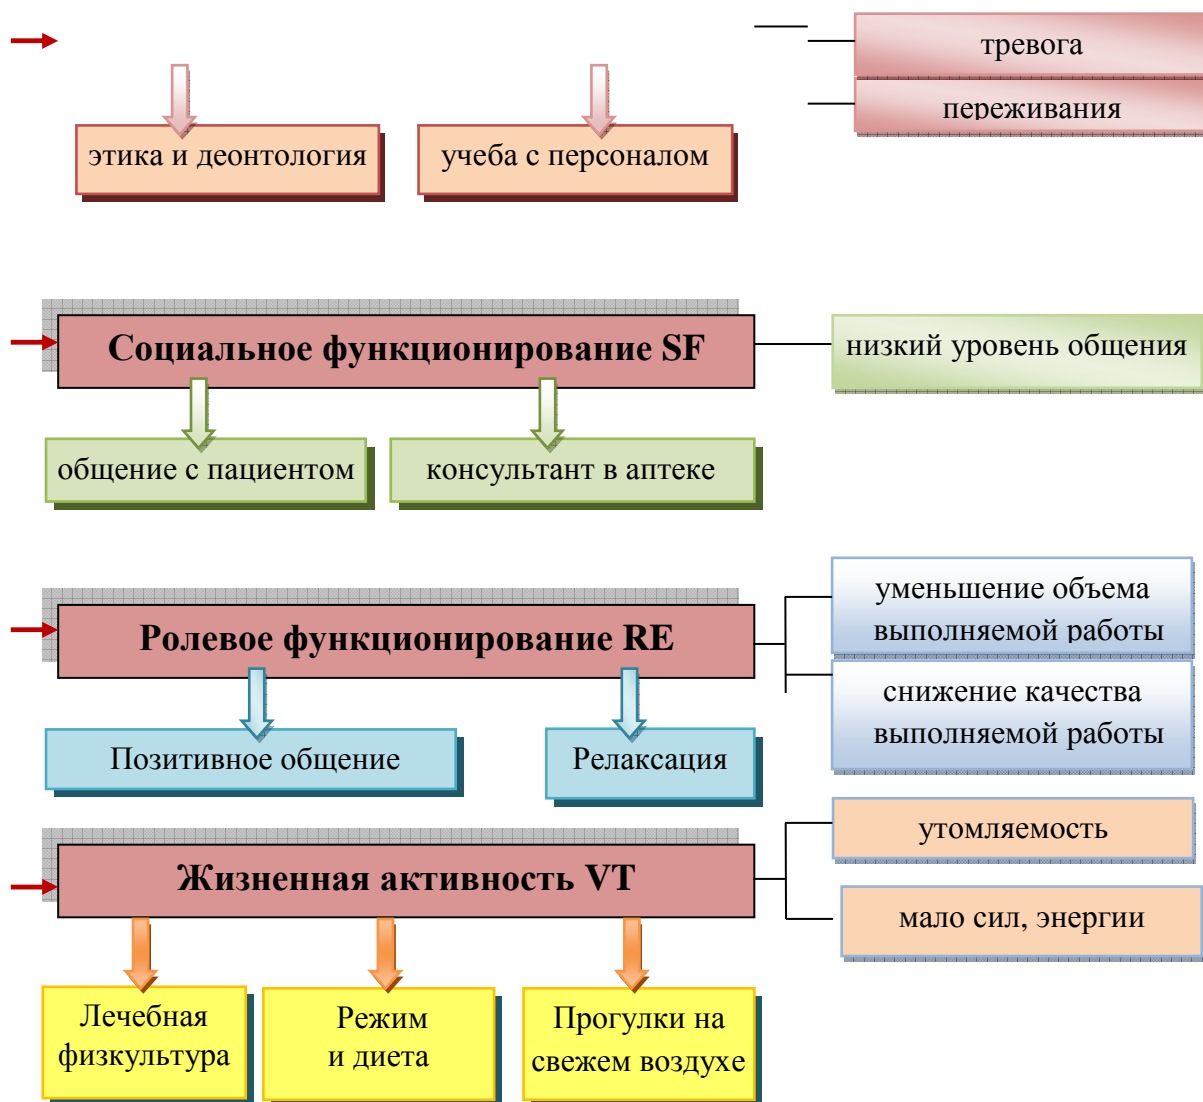 тревога
переживания
этика и деонтология
учеба с персоналом
Социальное функционирование SF
низкий уровень общения
общение с пациентом
консультант в аптеке
уменьшение объема
выполняемой работы
Ролевое функционирование RE
снижение качества
выполняемой работы
Позитивное общение
Релаксация
утомляемость
Жизненная активность VT
мало сил, энергии
Лечебная
физкультура
Режим
и диета
Прогулки на
свежем воздухе